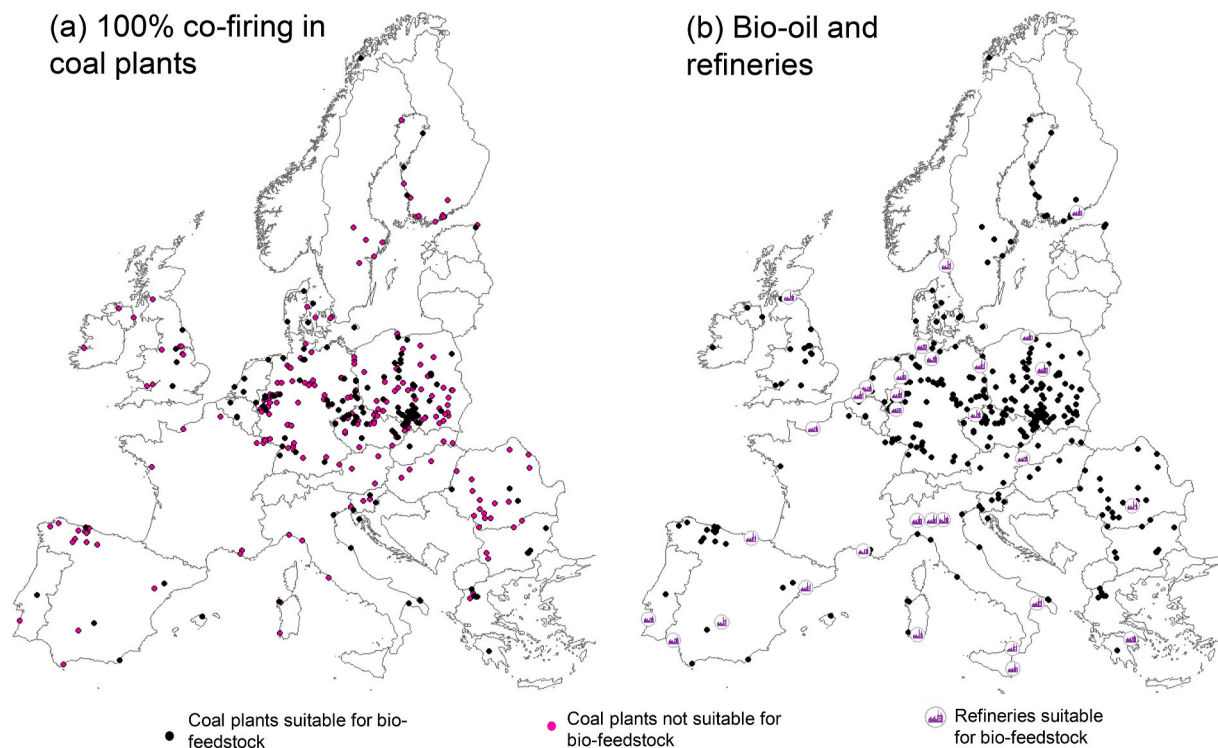 (a) 100% co-firing in
coal plants
(b) Bio-oil and
refineries
Coal plants suitable for bio-
feedstock
Coal plants not suitable for
bio-feedstock
Refineries suitable
for bio-feedstock